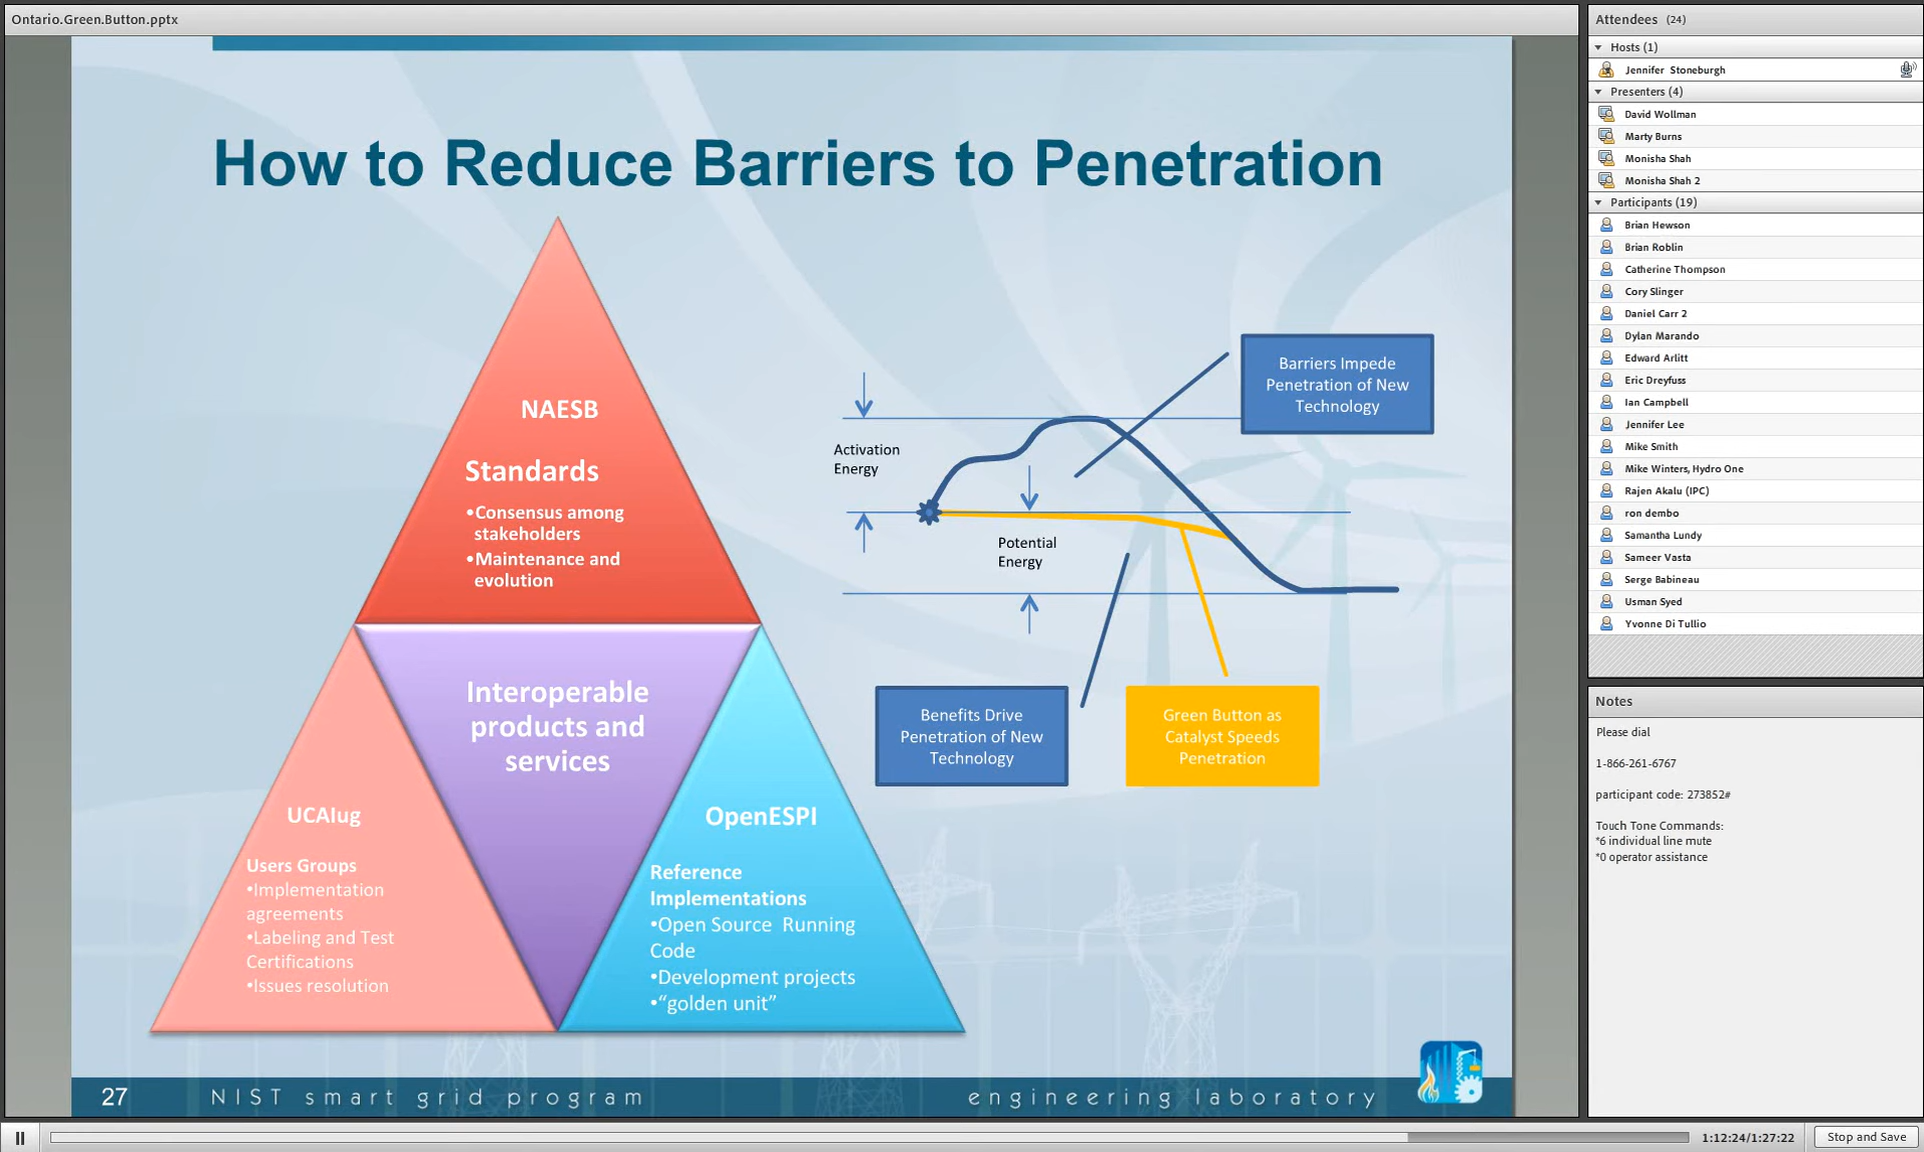 Ontario.Green.Button.pptx
How to Reduce Barriers to Penetration
NAESB
Standards
•Consensus among
stakeholders
•Maintenance and
evolution
Interoperable
products and
services
UCAIug
Users Groups
•Implementation
agreements
•Labeling and Test
Certifications
•Issues resolution
OpenESPI
Reference
Implementations
•Open Source  Running
Code
•Development projects
•“golden unit”
Barriers Impede
Penetration of New
Technology
Activation
Energy
Potential
Energy
Benefits Drive
Penetration of New
Technology
Green Button as
Catalyst Speeds
Penetration
27
NIST smart grid program
engineering laboratory
Attendees (24)
Hosts (1)
Jennifer Stoneburgh
Presenters (4)
David Wollman
Marty Burns
Monisha Shah
Monisha Shah 2
Participants (19)
Brian Hewson
Brian Roblin
Catherine Thompson
Cory Slinger
Daniel Carr 2
Dylan Marando
Edward Arlitt
Eric Dreyfuss
Ian Campbell
Jennifer Lee
Mike Smith
Mike Winters, Hydro One
Rajen Akalu (IPC)
ron dembo
Samantha Lundy
Sameer Vasta
Serge Babineau
Usman Syed
Yvonne Di Tullio
Notes
Please dial
1-866-261-6767
participant code: 273852#
Touch Tone Commands:
*6 individual line mute
*0 operator assistance
1:12:24/1:27:22
Stop and Save